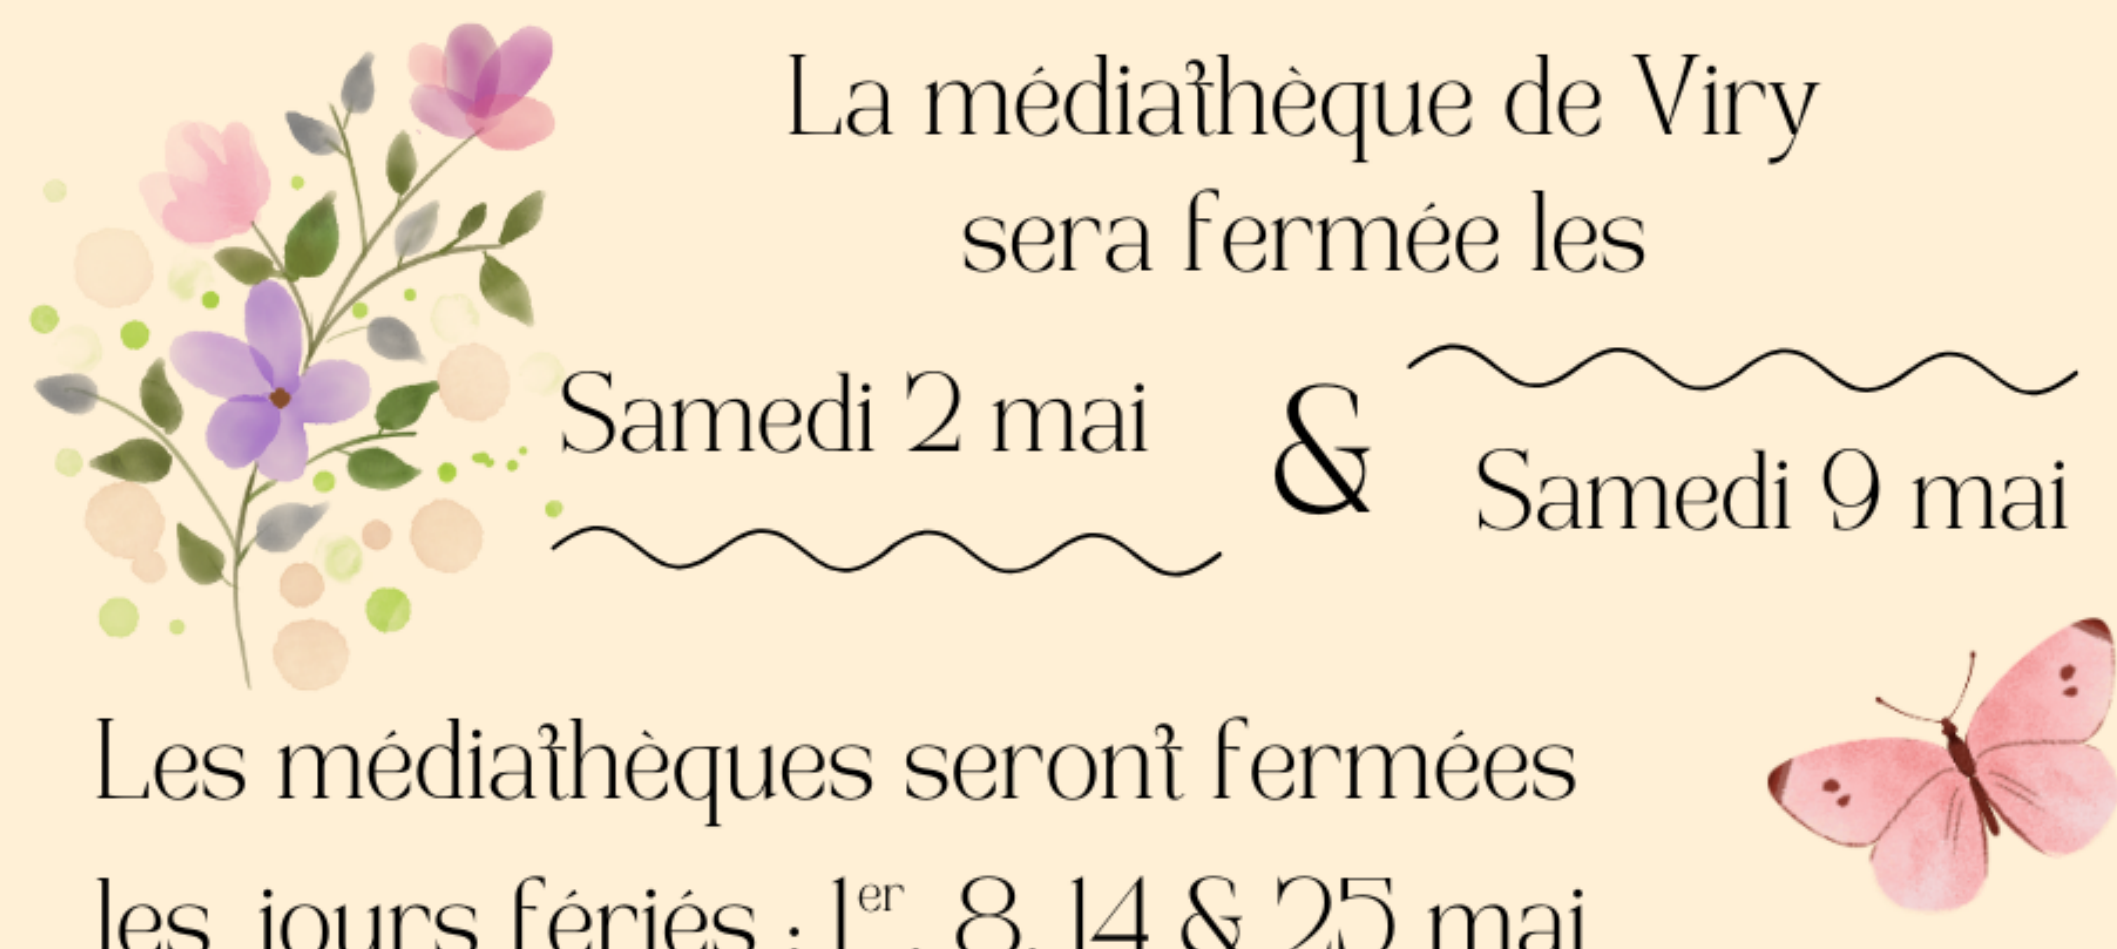 La médiathèque de Viry
sera fermée les
Samedi 2 mai
&
Samedi 9 mai
Les médiathèques seront fermées
les jours fériés : 1er, 8, 14 & 25 mai